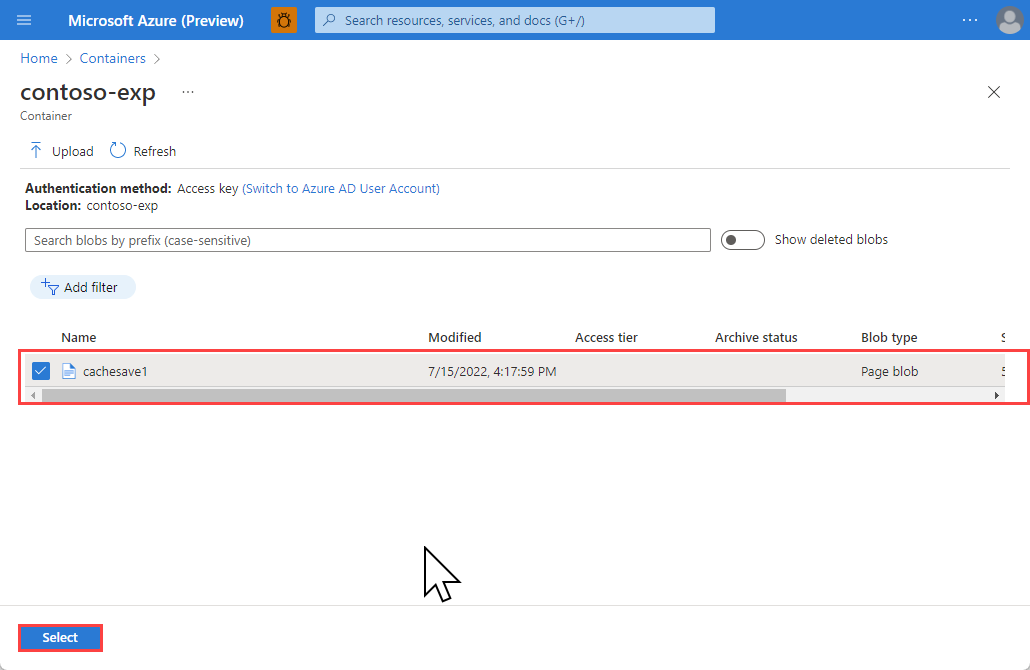 Microsoft Azure (Preview) Search resources, services, and docs (G+/) ...
Home > Containers >
contoso-exp ...
Container
Upload Refresh
Authentication method: Access key (Switch to Azure AD User Account)
Location: contoso-exp
Search blobs by prefix (case-sensitive) Show deleted blobs
Add filter
Name Modified Access tier Archive status Blob type
cachesave1 7/15/2022, 4:17:59 PM Page blob
Select